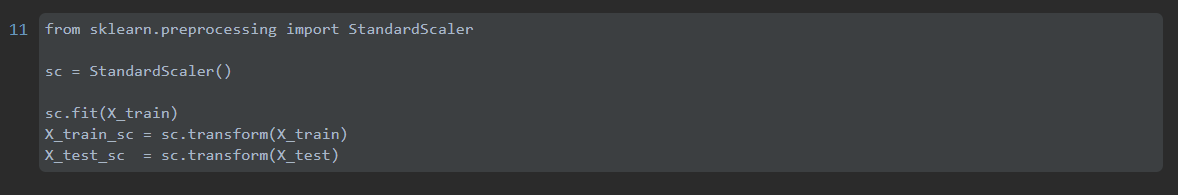 11
from sklearn.preprocessing import StandardScaler
sc = StandardScaler()
sc.fit(X_train)
X_train_sc = sc.transform(X_train)
X_test_sc  = sc.transform(X_test)